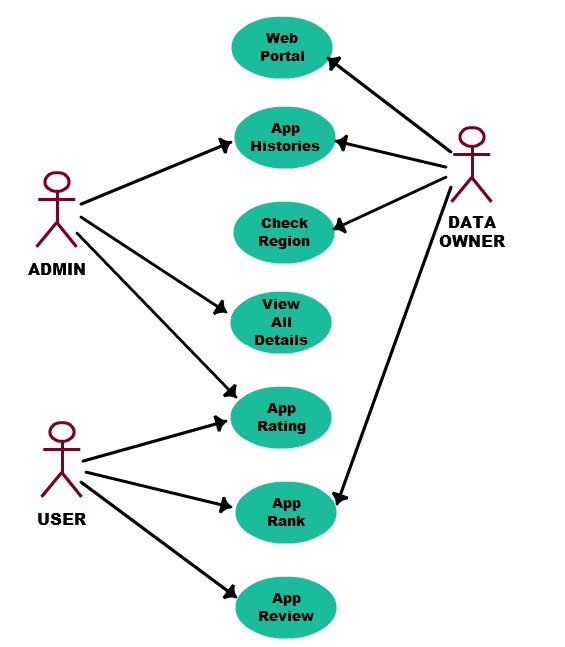 Web
Portal
App
Histories
DATA
OWNER
Check
Region
ADMIN
View
All
Details
App
Rating
USER
App
Rank
App
Review